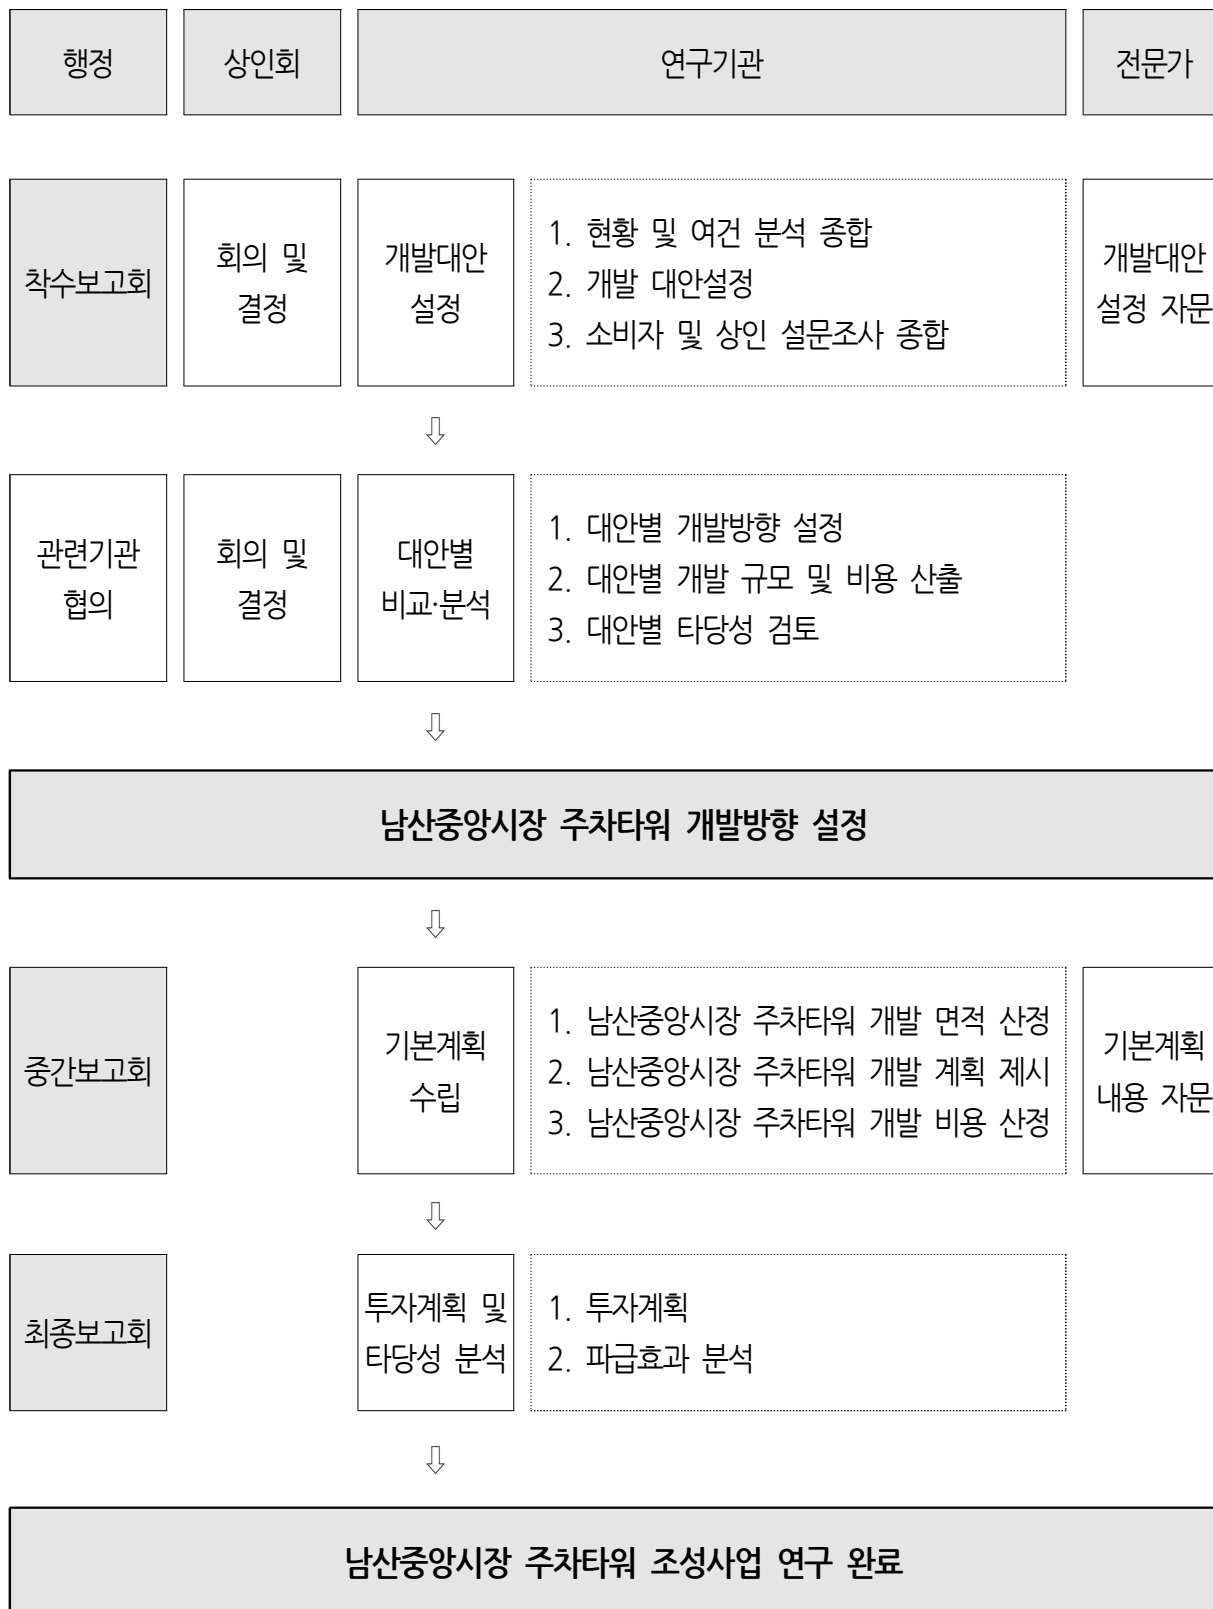 행정
상인회
연구기관
전문가
착수보고회
회의 및
결정
개발대안
설정
1. 현황 및 여건 분석 종합
2. 개발 대안설정
3. 소비자 및 상인 설문조사 종합
개발대안
설정 자문
⇩
관련기관
협의
회의 및
결정
대안별
비교·분석
1. 대안별 개발방향 설정
2. 대안별 개발 규모 및 비용 산출
3. 대안별 타당성 검토
⇩
남산중앙시장 주차타워 개발방향 설정
⇩
중간보고회
기본계획
수립
1. 남산중앙시장 주차타워 개발 면적 산정
2. 남산중앙시장 주차타워 개발 계획 제시
3. 남산중앙시장 주차타워 개발 비용 산정
기본계획
내용 자문
⇩
최종보고회
투자계획 및
타당성 분석
1. 투자계획
2. 파급효과 분석
⇩
남산중앙시장 주차타워 조성사업 연구 완료